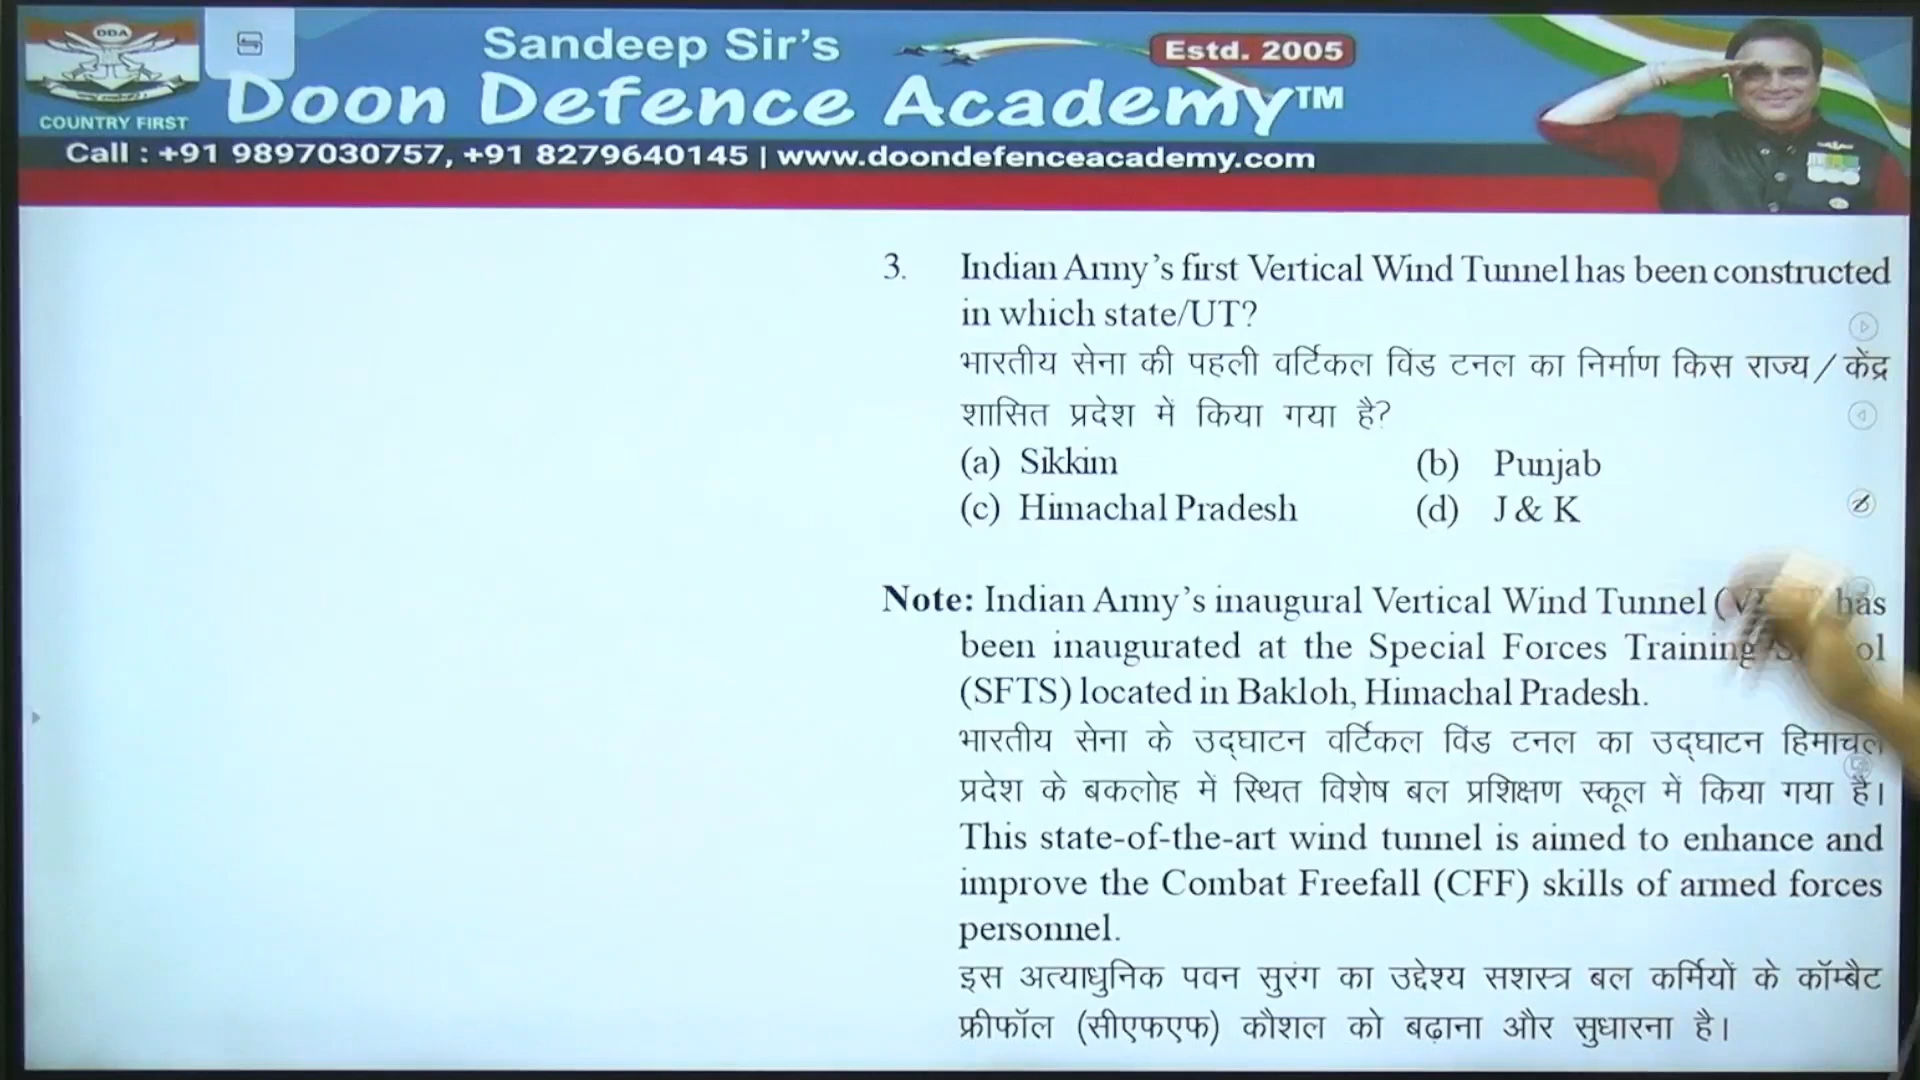 DDA
COUNTRY FIRST
Sandeep Sir's
Estd. 2005
Doon Defence Academy™
Call : +91 9897030757, +91 8279640145 | www.doondefenceacademy.com
3. Indian Army's first Vertical Wind Tunnel has been constructed
in which state/UT?
भारतीय सेना की पहली वर्टिकल विंड टनल का निर्माण किस राज्य/केंद्र
शासित प्रदेश में किया गया है?
(a) Sikkim (b) Punjab
(c) Himachal Pradesh (d) J & K
Note: Indian Army's inaugural Vertical Wind Tunnel has
been inaugurated at the Special Forces Training
(SFTS) located in Bakloh, Himachal Pradesh.
भारतीय सेना के उद्घाटन वर्टिकल विंड टनल का उद्घाटन हिमाचल
प्रदेश के बकलोह में स्थित विशेष बल प्रशिक्षण स्कूल में किया गया है।
This state-of-the-art wind tunnel is aimed to enhance and
improve the Combat Freefall (CFF) skills of armed forces
personnel.
इस अत्याधुनिक पवन सुरंग का उद्देश्य सशस्त्र बल कर्मियों के कॉम्बैट
फ्रीफॉल (सीएफएफ) कौशल को बढ़ाना और सुधारना है।